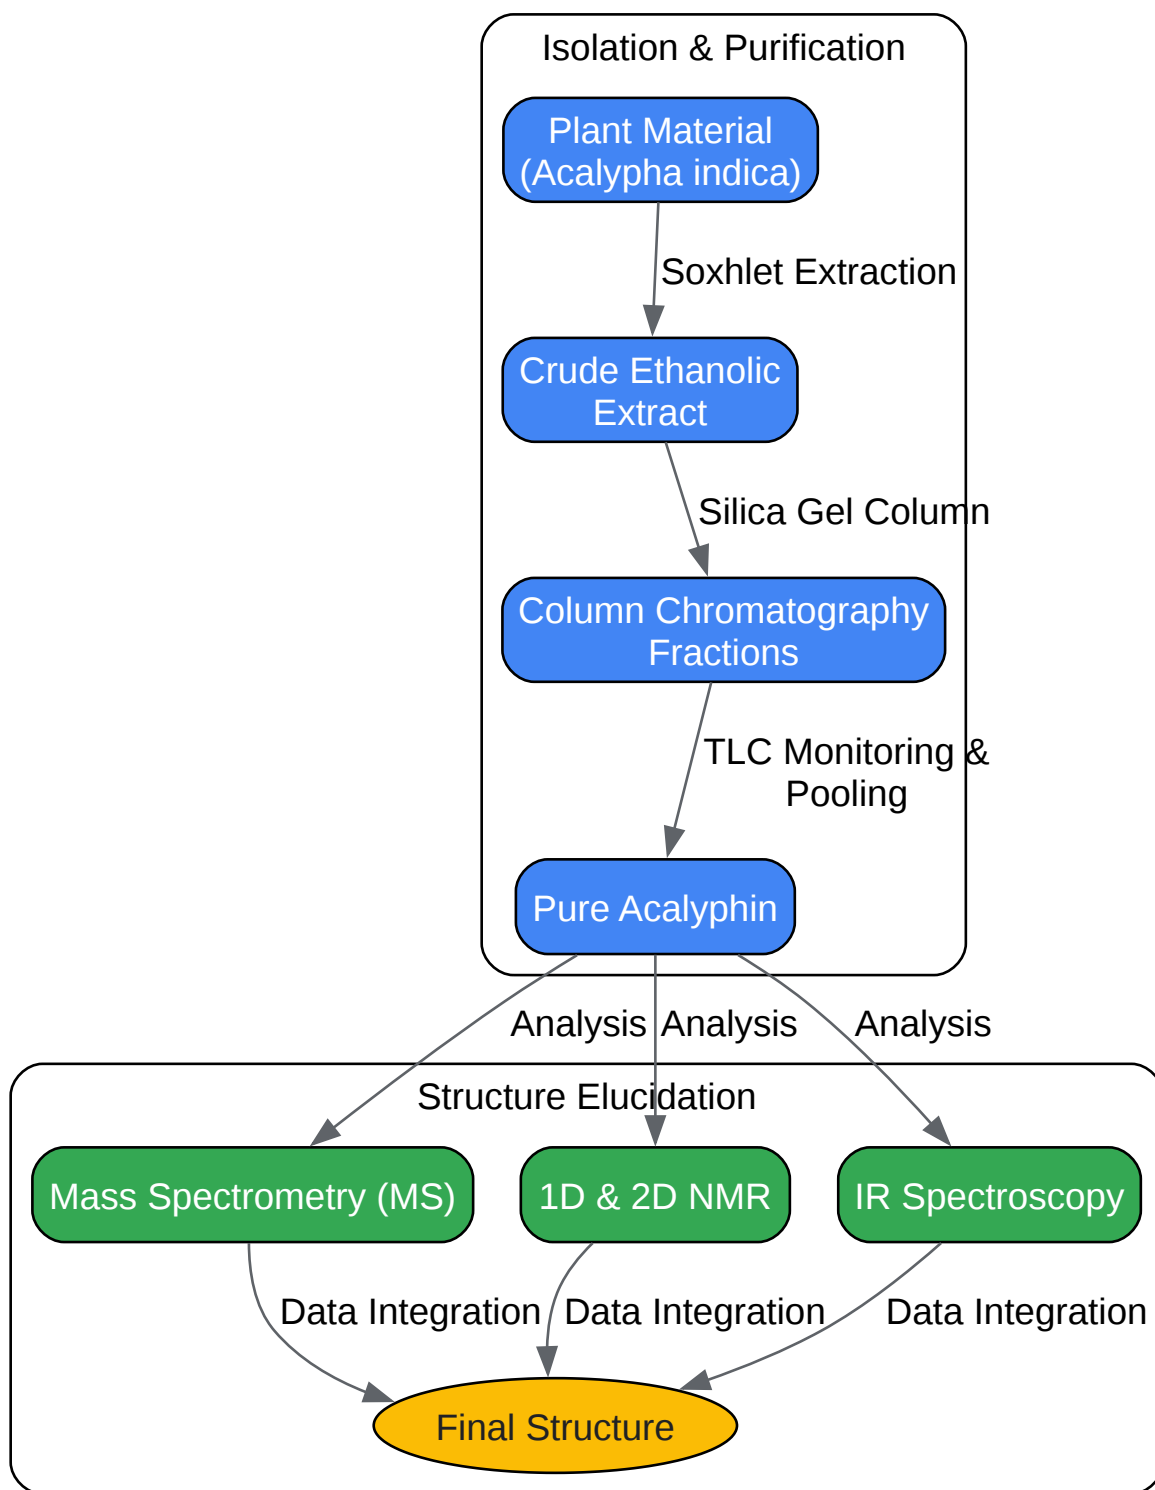 Isolation & Purification
Plant Material
(Acalypha indica)
Soxhlet Extraction
Crude Ethanolic
Extract
Silica Gel Column
Column Chromatography
Fractions
TLC Monitoring &
Pooling
Pure Acalyphin
Analysis
Analysis
Analysis
Structure Elucidation
Mass Spectrometry (MS)
1D & 2D NMR
IR Spectroscopy
Data Integration
Data Integration
Data Integration
Final Structure